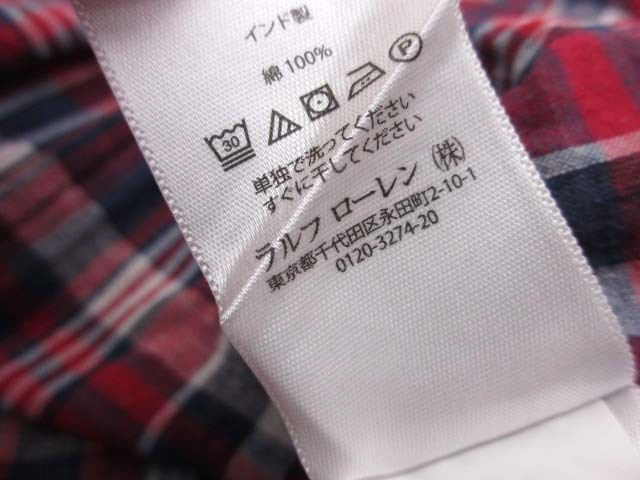 インド製
綿 100%
30 P
単独で洗ってください
すぐに干してください
ラルフ ローレン (株)
東京都千代田区永田町2-10-1
0120-3274-20